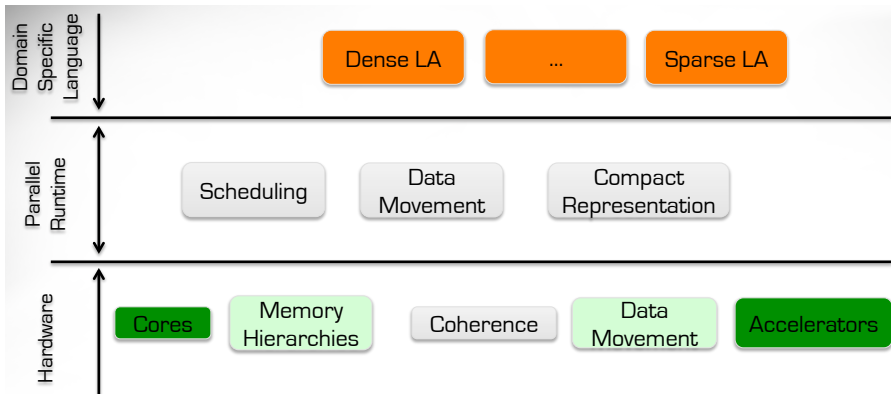 Domain
Specific
Language
Dense LA
...
Sparse LA
Parallel
Runtime
Scheduling
Data
Movement
Compact
Representation
Hardware
Cores
Memory
Hierarchies
Coherence
Data
Movement
Accelerators